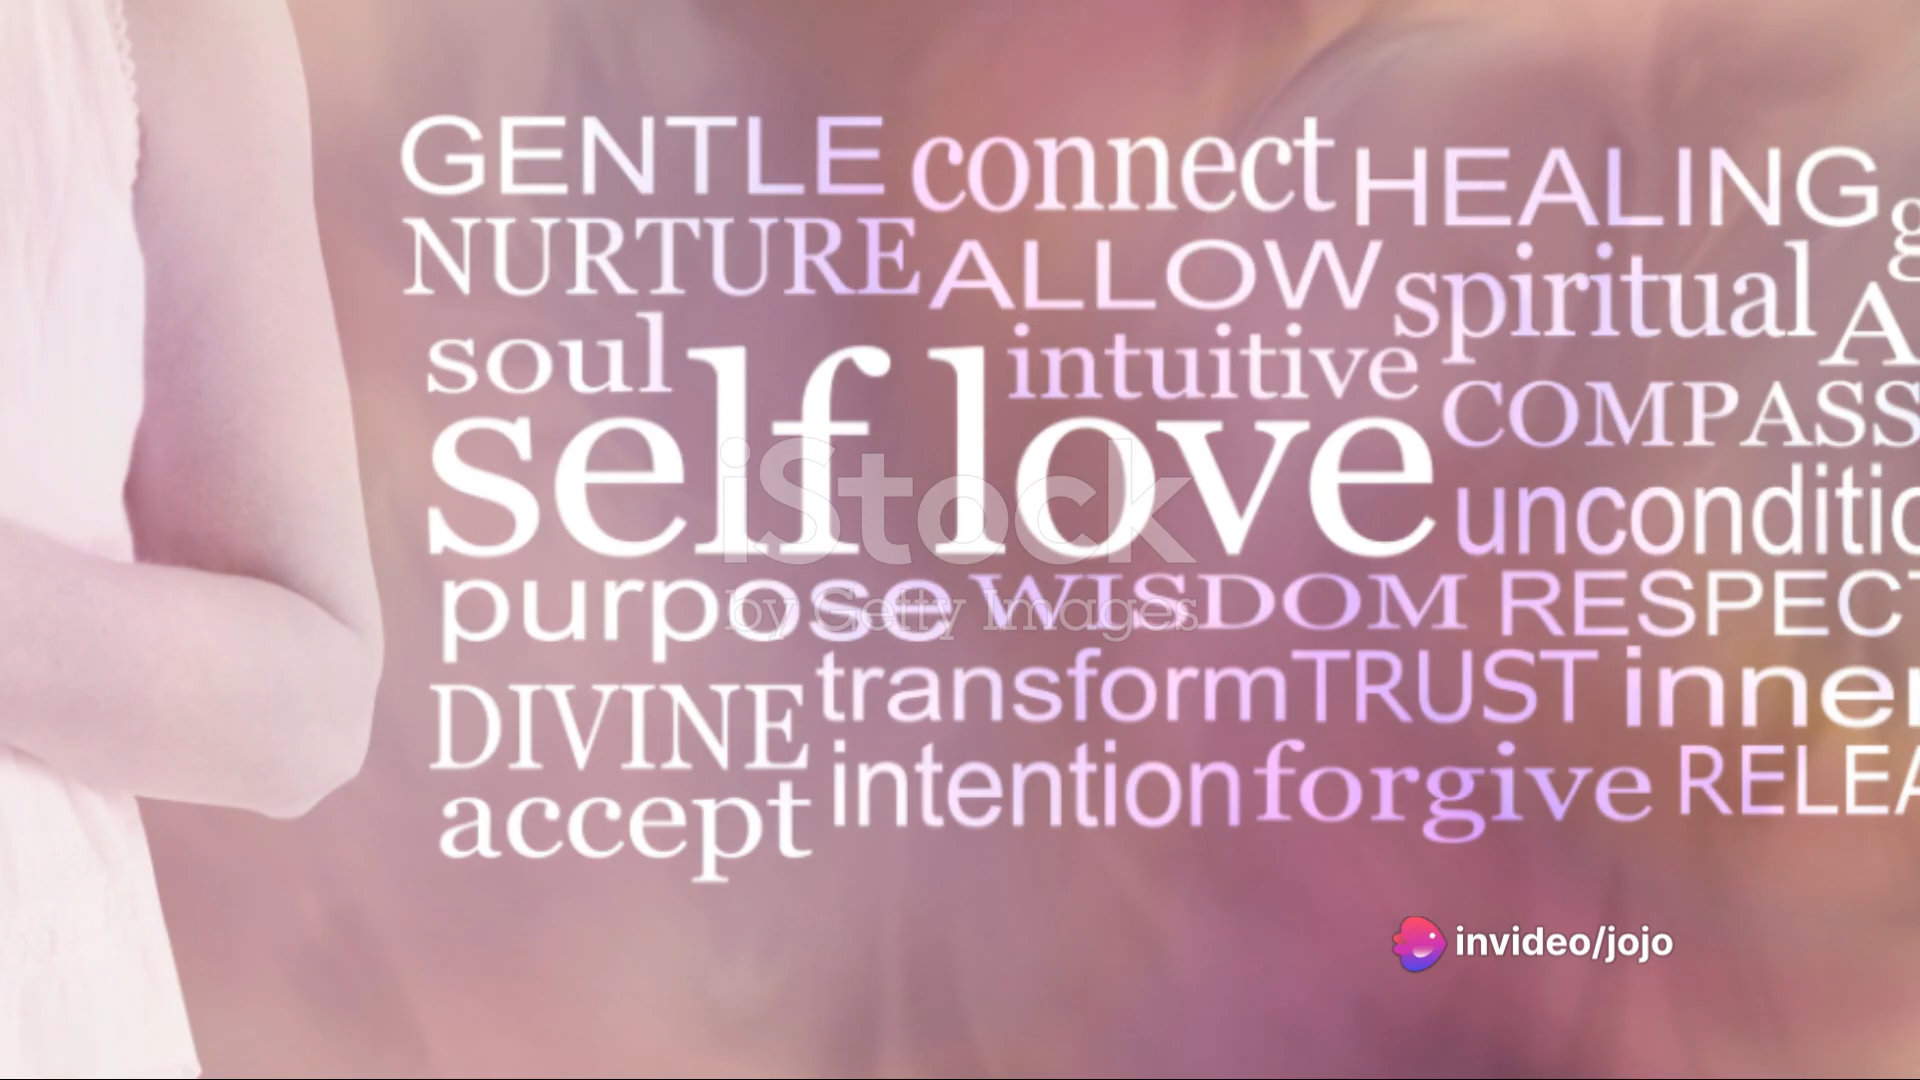 GENTLE connect HEALING g
NURTURE ALLOW spiritual A
soul intuitive COMPASS
self love unconditio
purpose WISDOM RESPECT
DIVINE transform TRUST inner
accept intention forgive RELEA
iStock
by Getty Images
invideo/jojo